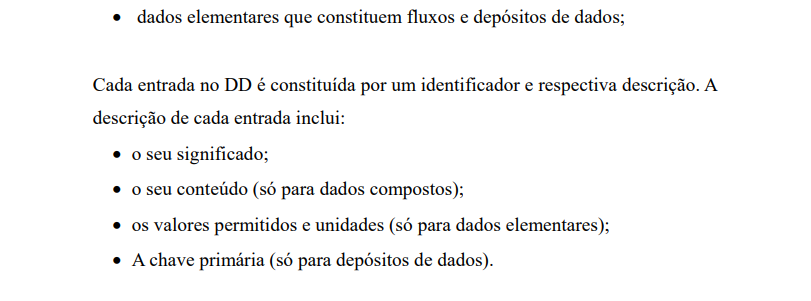 • dados elementares que constituem fluxos e depósitos de dados;
Cada entrada no DD é constituída por um identificador e respectiva descrição. A
descrição de cada entrada inclui:
• o seu significado;
• o seu conteúdo (só para dados compostos);
• os valores permitidos e unidades (só para dados elementares);
• A chave primária (só para depósitos de dados).